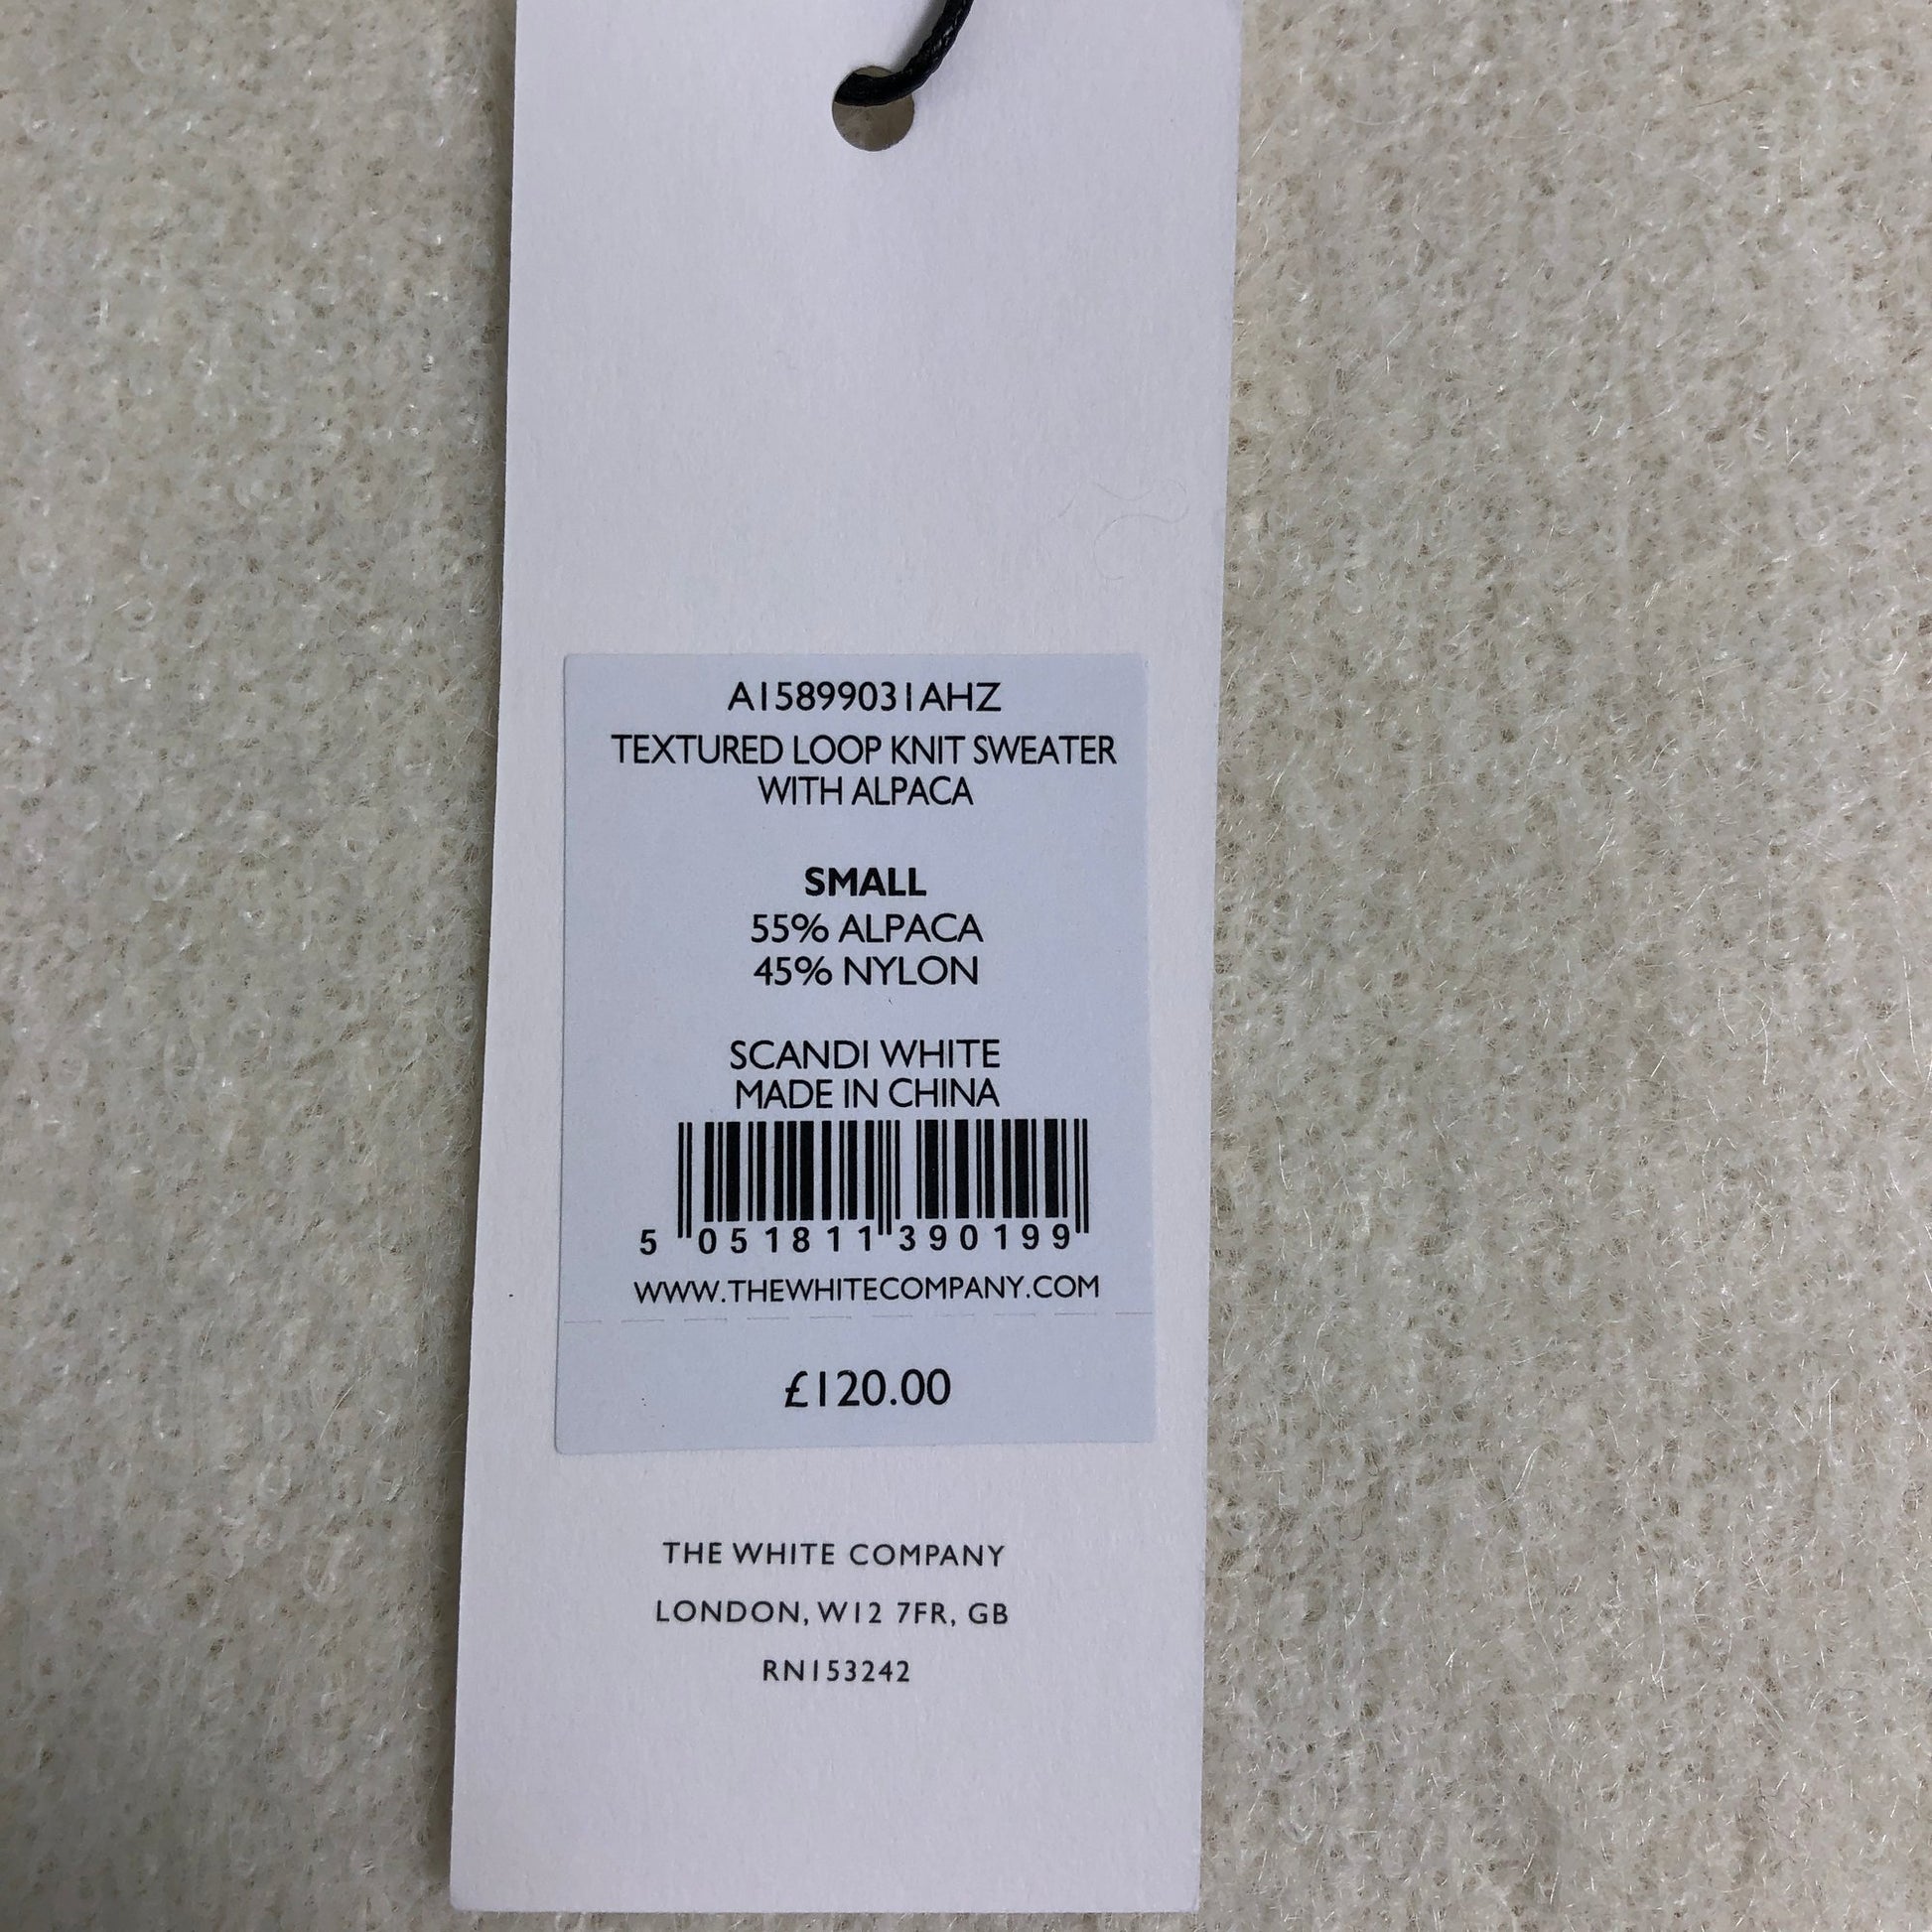 A15899031AHZ
TEXTURED LOOP KNIT SWEATER
WITH ALPACA
SMALL
55% ALPACA
45% NYLON
SCANDI WHITE
MADE IN CHINA
5 051811 390199
WWW.THEWHITECOMPANY.COM
£120.00
THE WHITE COMPANY
LONDON, W12 7FR, GB
RN153242